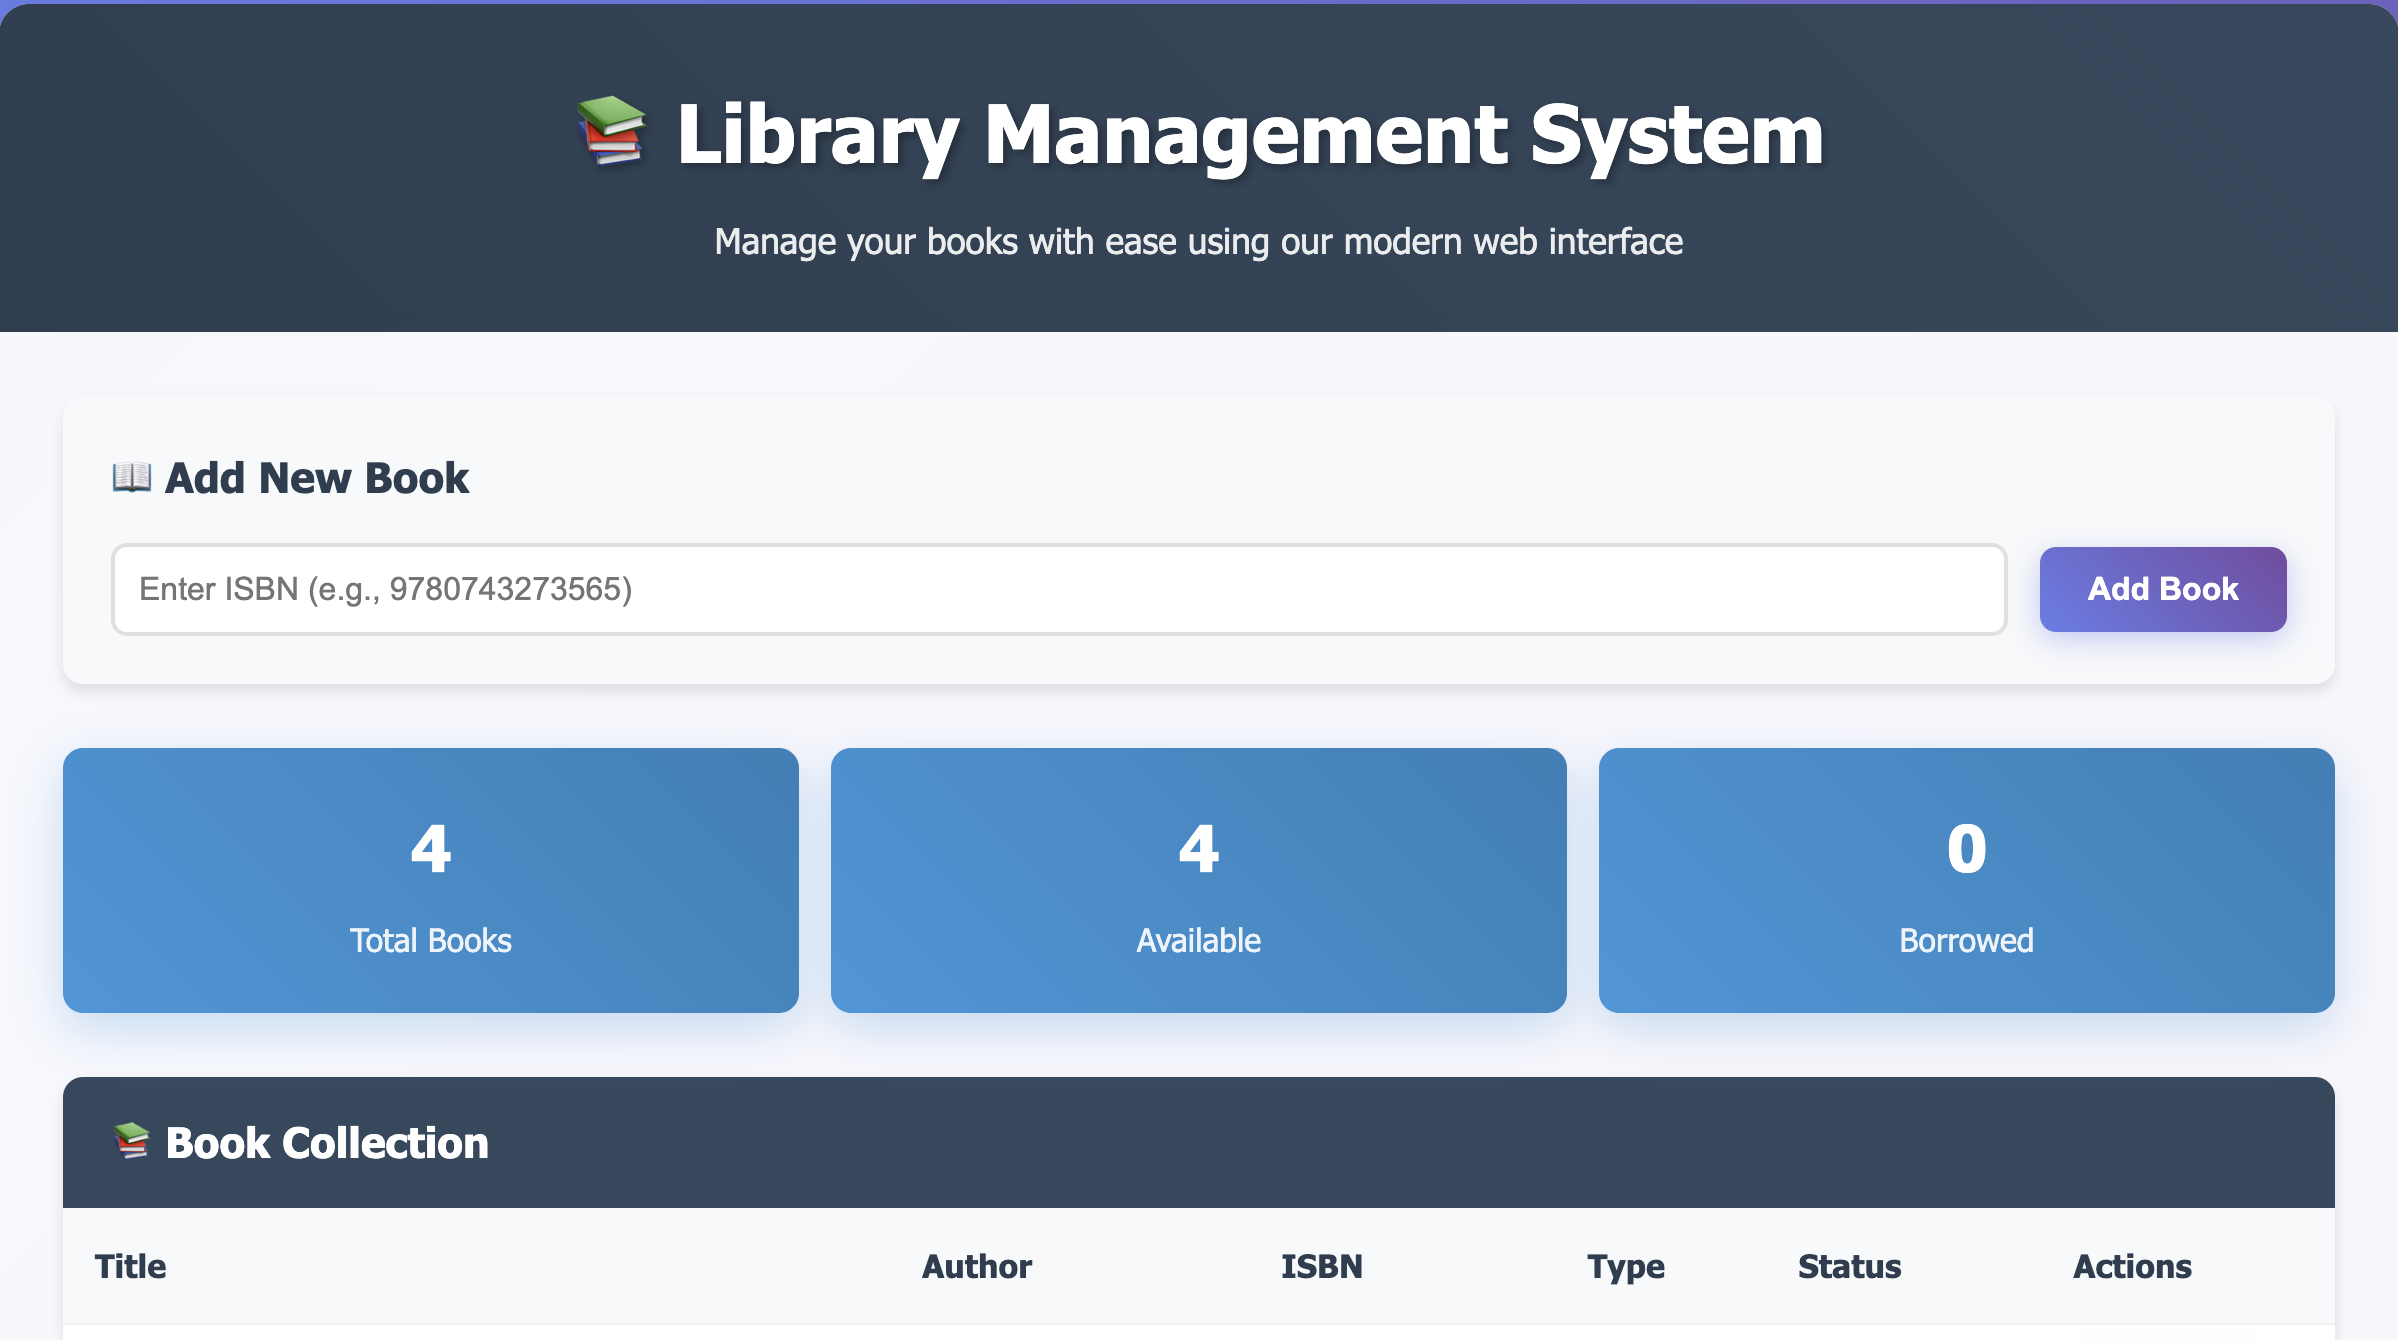 Library Management System
Manage your books with ease using our modern web interface
Add New Book
Enter ISBN (e.g., 9780743273565)
Add Book
4
Total Books
4
Available
0
Borrowed
Book Collection
Title Author ISBN Type Status Actions